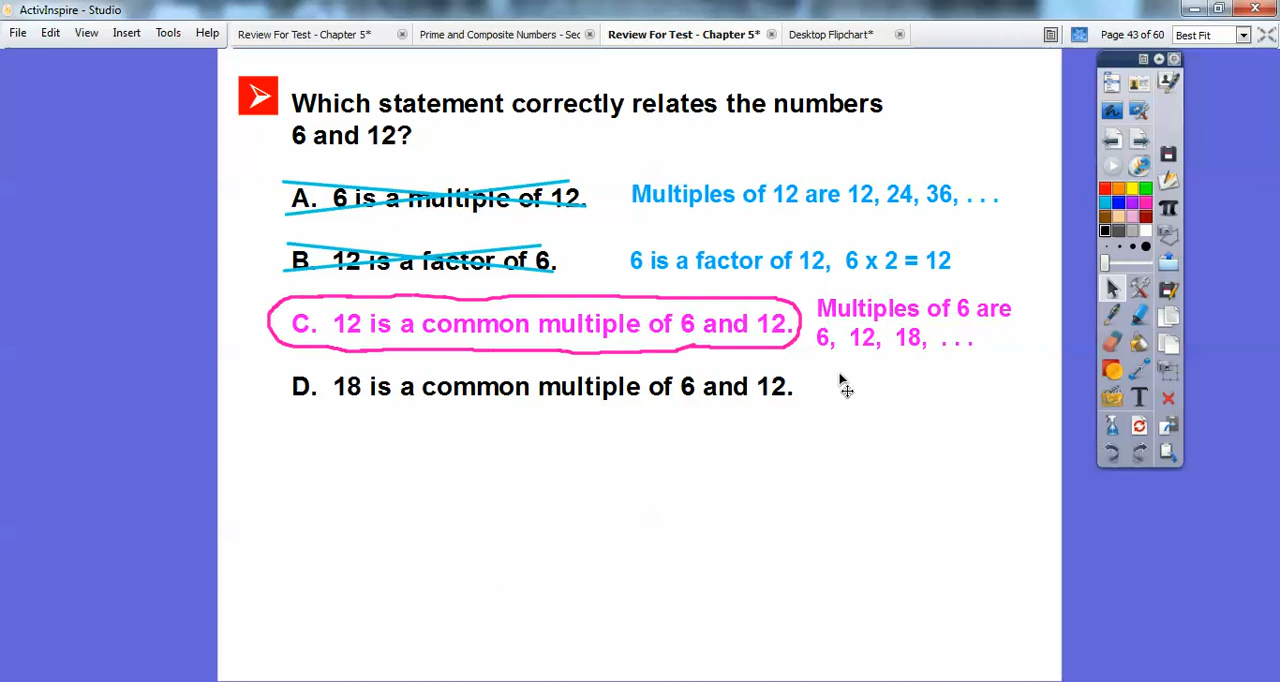 ActivInspire - Studio
File Edit View Insert Tools Help
Review For Test - Chapter 5* Prime and Composite Numbers - Sec Review For Test - Chapter 5* Desktop Flipchart* Page 43 of 60 Best Fit
Which statement correctly relates the numbers
6 and 12?
A. 6 is a multiple of 12. Multiples of 12 are 12, 24, 36, . . .
B. 12 is a factor of 6. 6 is a factor of 12, 6 x 2 = 12
C. 12 is a common multiple of 6 and 12. Multiples of 6 are
6, 12, 18, . . .
D. 18 is a common multiple of 6 and 12.